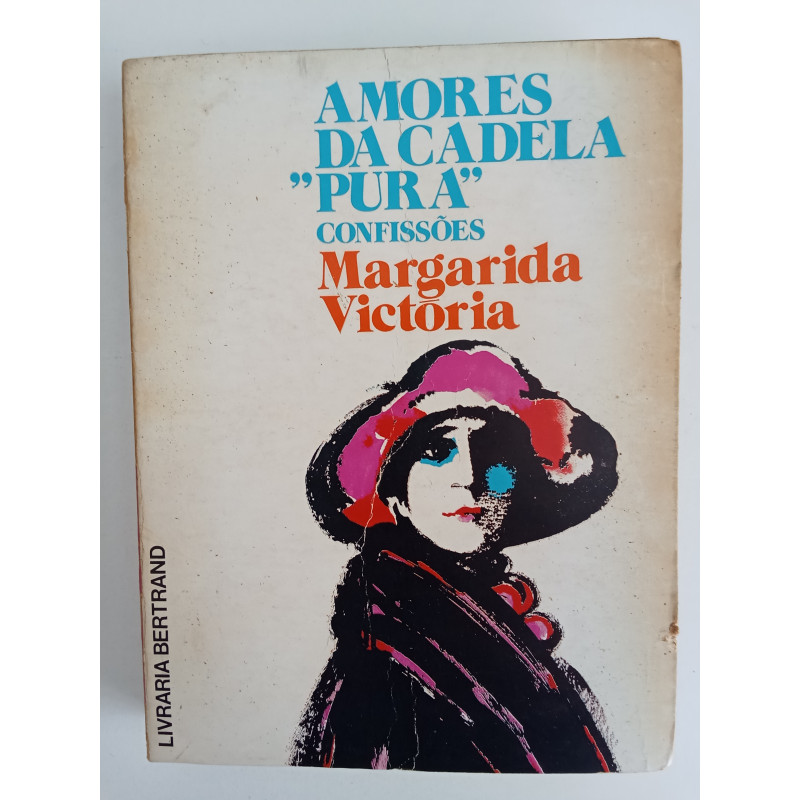 AMORES
DA CADELA
”PURA”
CONFISSÕES
Margarida
Victória
LIVRARIA BERTRAND